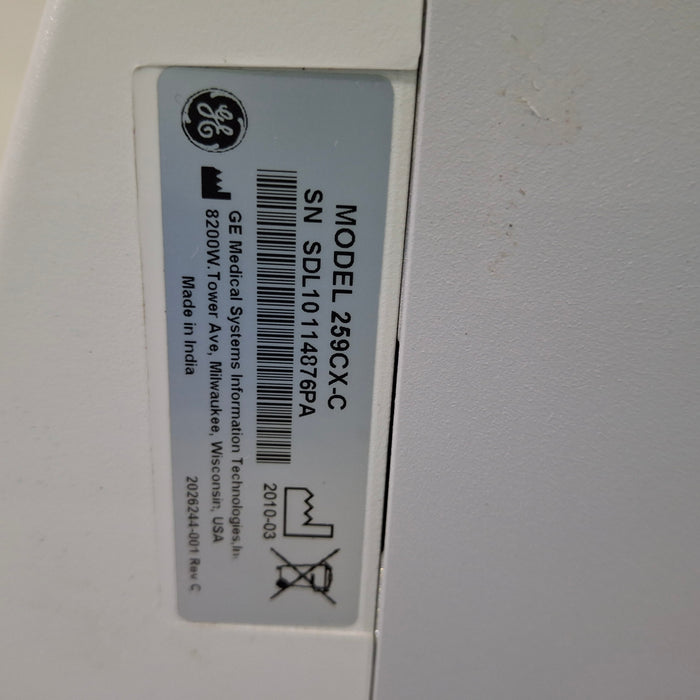 GE
MODEL 259CX-C
SN SDL10114876PA
2010-03
GE Medical Systems Information Technologies,In
8200W.Tower Ave, Milwaukee, Wisconsin, USA
Made in India
2026244-001 Rev C